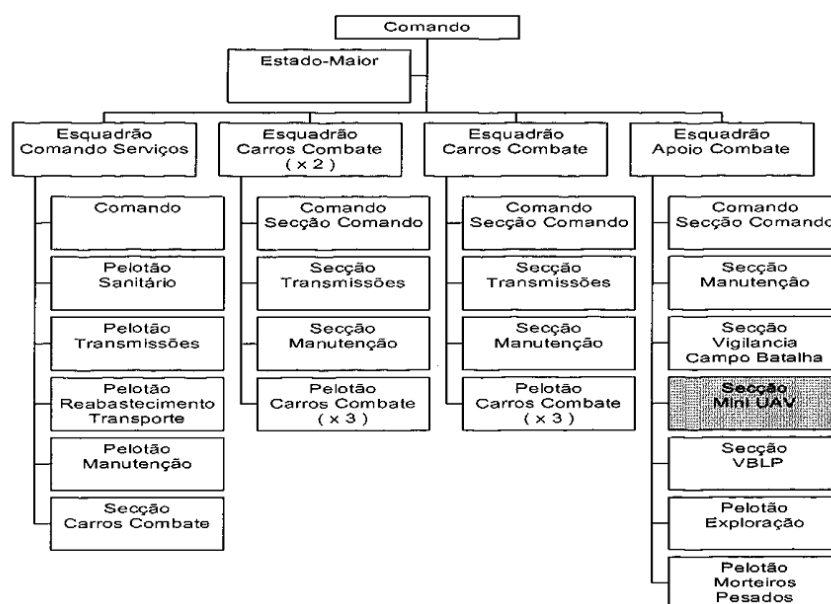 Comando
Estado-Maior
Esquadrão
Comando Serviços
Esquadrão
Carros Combate
( x 2 )
Esquadrão
Carros Combate
Esquadrão
Apoio Combate
Comando
Pelotão
Sanitário
Pelotão
Transmissões
Pelotão
Reabastecimento
Transporte
Pelotão
Manutenção
Secção
Carros Combate
Comando
Secção Comando
Secção
Transmissões
Secção
Manutenção
Pelotão
Carros Combate
( x 3 )
Comando
Secção Comando
Secção
Transmissões
Secção
Manutenção
Pelotão
Carros Combate
( x 3 )
Comando
Secção Comando
Secção
Manutenção
Secção
Vigilancia
Campo Batalha
Secção
Mini UAV
Secção
VBLP
Pelotão
Exploração
Pelotão
Morteiros
Pesados